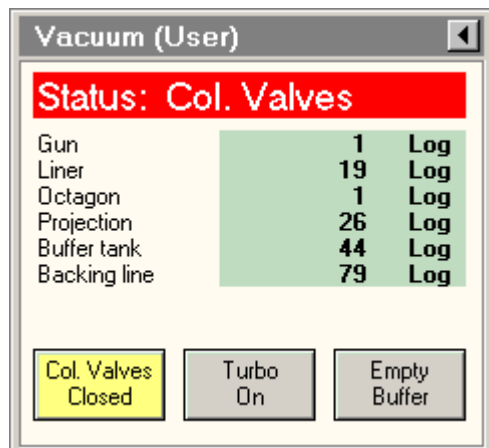 Vacuum (User)
Status: Col. Valves
Gun 1 Log
Liner 19 Log
Octagon 1 Log
Projection 26 Log
Buffer tank 44 Log
Backing line 79 Log
Col. Valves Closed
Turbo On
Empty Buffer